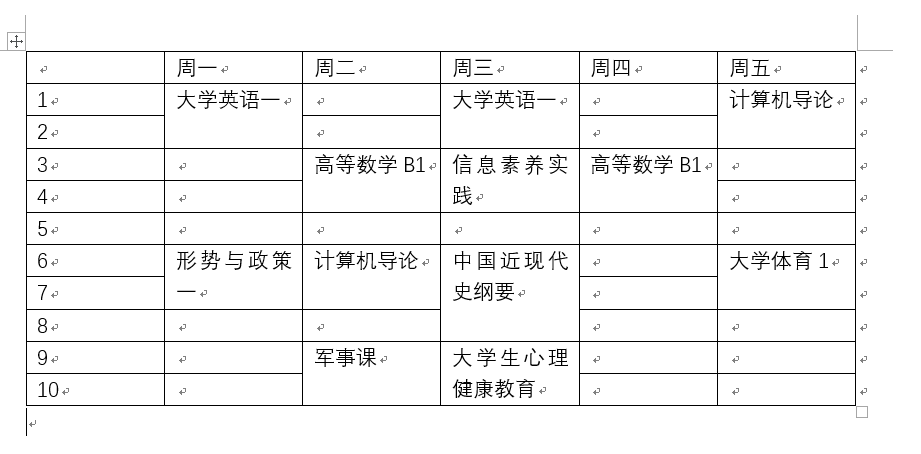 周一 周二 周三 周四 周五
1 大学英语一 大学英语一 计算机导论
2
3 高等数学 B1 信息素养实 高等数学 B1
4 践
5
6 形势与政策 计算机导论 中国近现代 大学体育 1
7 一 史纲要
8
9 军事课 大学生心理
10 健康教育